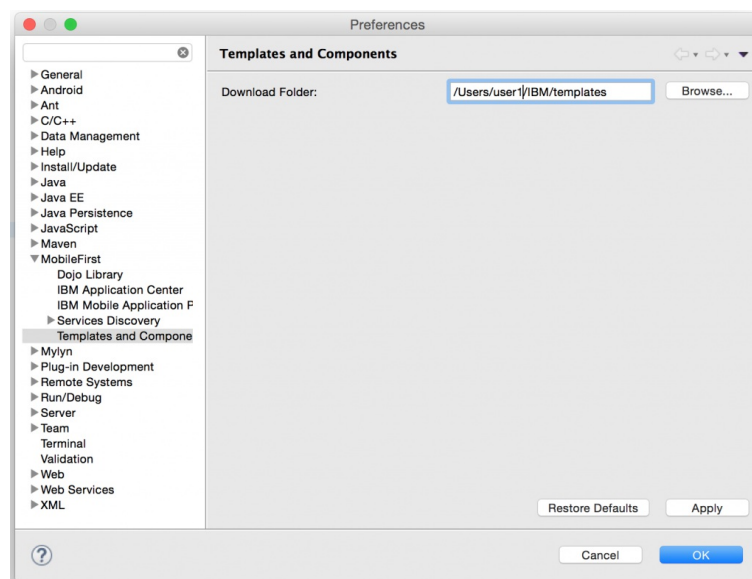 Preferences
Templates and Components
General
Android
Ant
C/C++
Data Management
Help
Install/Update
Java
Java EE
Java Persistence
JavaScript
Maven
MobileFirst
Dojo Library
IBM Application Center
IBM Mobile Application P
Services Discovery
Templates and Compone
Mylyn
Plug-in Development
Remote Systems
Run/Debug
Server
Team
Terminal
Validation
Web
Web Services
XML
Download Folder: /Users/user1/IBM/templates Browse...
Restore Defaults Apply
? Cancel OK